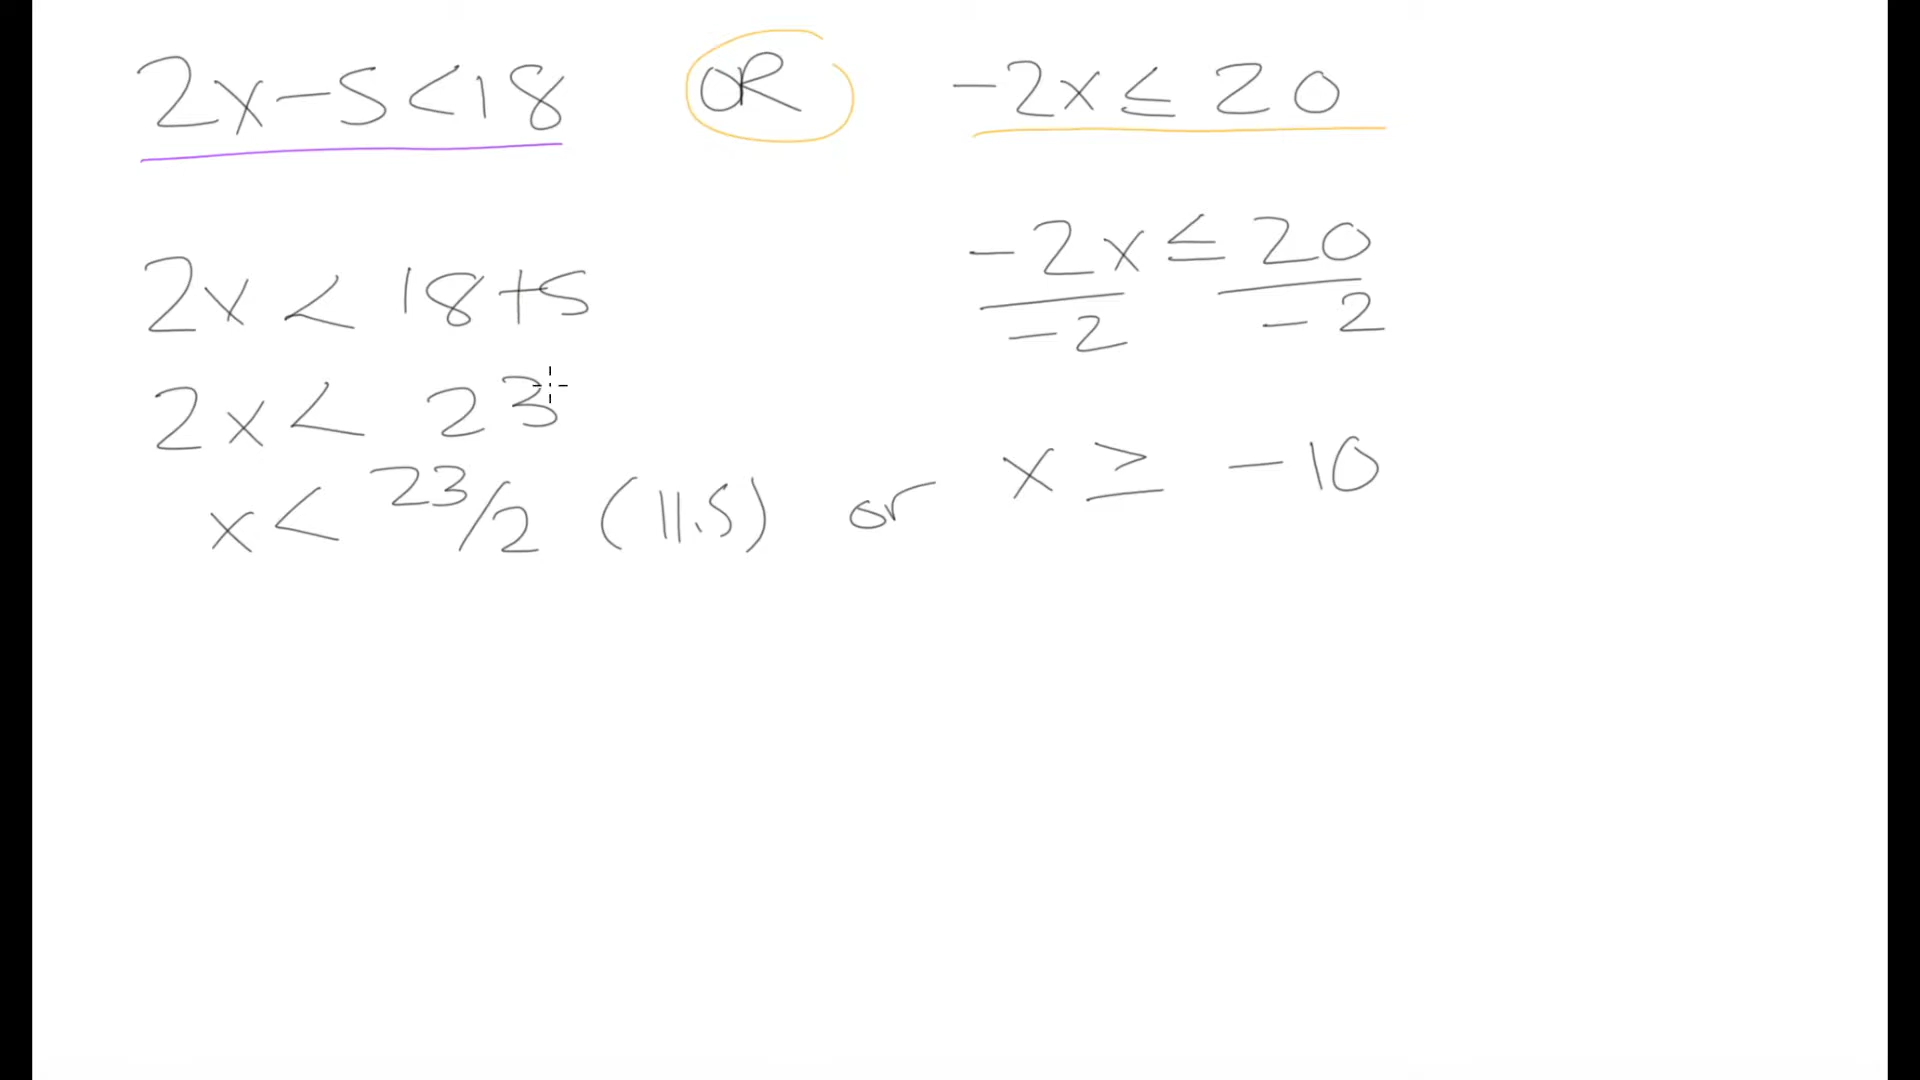 2x-5<18 OR -2x≤20
2x < 18+5
-2x ≤ 20
-2 -2
2x < 23
x < 23/2 (11.5) or x ≥ -10